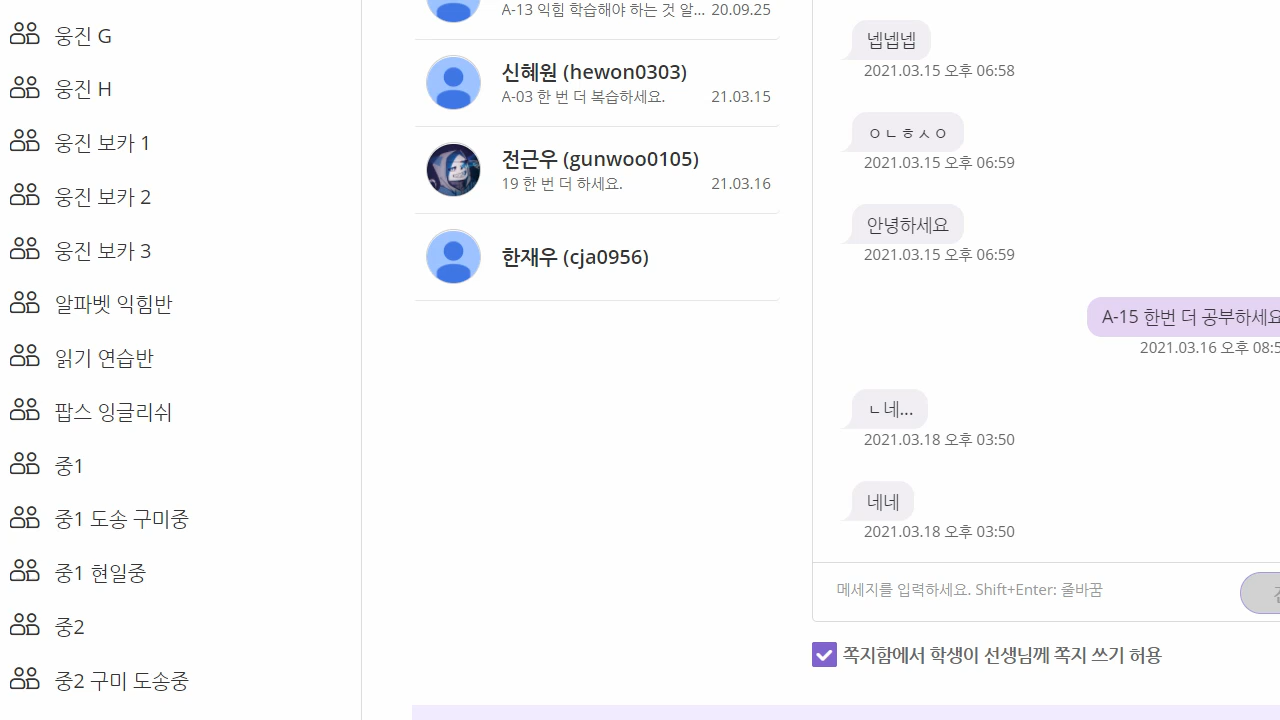 웅진 G
웅진 H
웅진 보카 1
웅진 보카 2
웅진 보카 3
알파벳 익힘반
읽기 연습반
팝스 잉글리쉬
중1
중1 도송 구미중
중1 현일중
중2
중2 구미 도송중
A-13 익힘 학습해야 하는 것 알... 20.09.25
신혜원 (hewon0303)
A-03 한 번 더 복습하세요. 21.03.15
전근우 (gunwoo0105)
19 한 번 더 하세요. 21.03.16
한재우 (cja0956)
넵넵넵
2021.03.15 오후 06:58
ㅇㄴㅎㅅㅇ
2021.03.15 오후 06:59
안녕하세요
2021.03.15 오후 06:59
A-15 한번 더 공부하세요
2021.03.16 오후 08:5
ㄴ네...
2021.03.18 오후 03:50
네네
2021.03.18 오후 03:50
메세지를 입력하세요. Shift+Enter: 줄바꿈
쪽지함에서 학생이 선생님께 쪽지 쓰기 허용